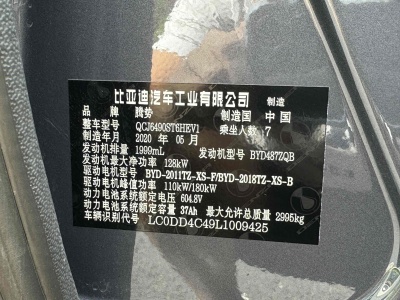 比亚迪汽车工业有限公司 制造
品 牌 腾势 制造国 中国
整车型号 QCJ6490ST6HEV1 乘坐人数 7
2020 年 05 月
发动机排量 1999mL 发动机型号 BYD487ZQB
发动机最大净功率 128kW
驱动电机型号 BYD-2011TZ-XS-F/BYD-2018TZ-XS-B
驱动电机峰值功率 110kW/180kW
动力电池系统额定电压 604.8V
动力电池系统额定容量 37Ah 最大允许总质量 2995kg
车辆识别代号 LC0DD4C49L1009425